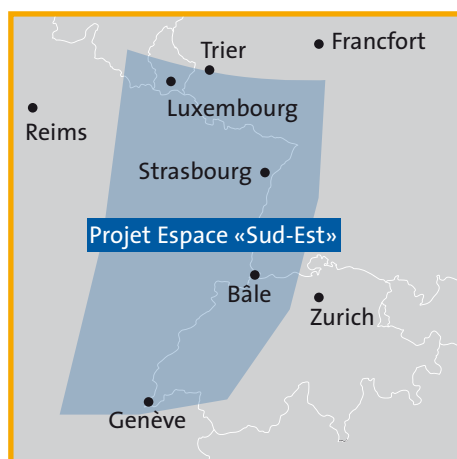 Francfort
Trier
Luxembourg
Reims
Strasbourg
Projet Espace «Sud-Est»
Bâle
Zurich
Genève